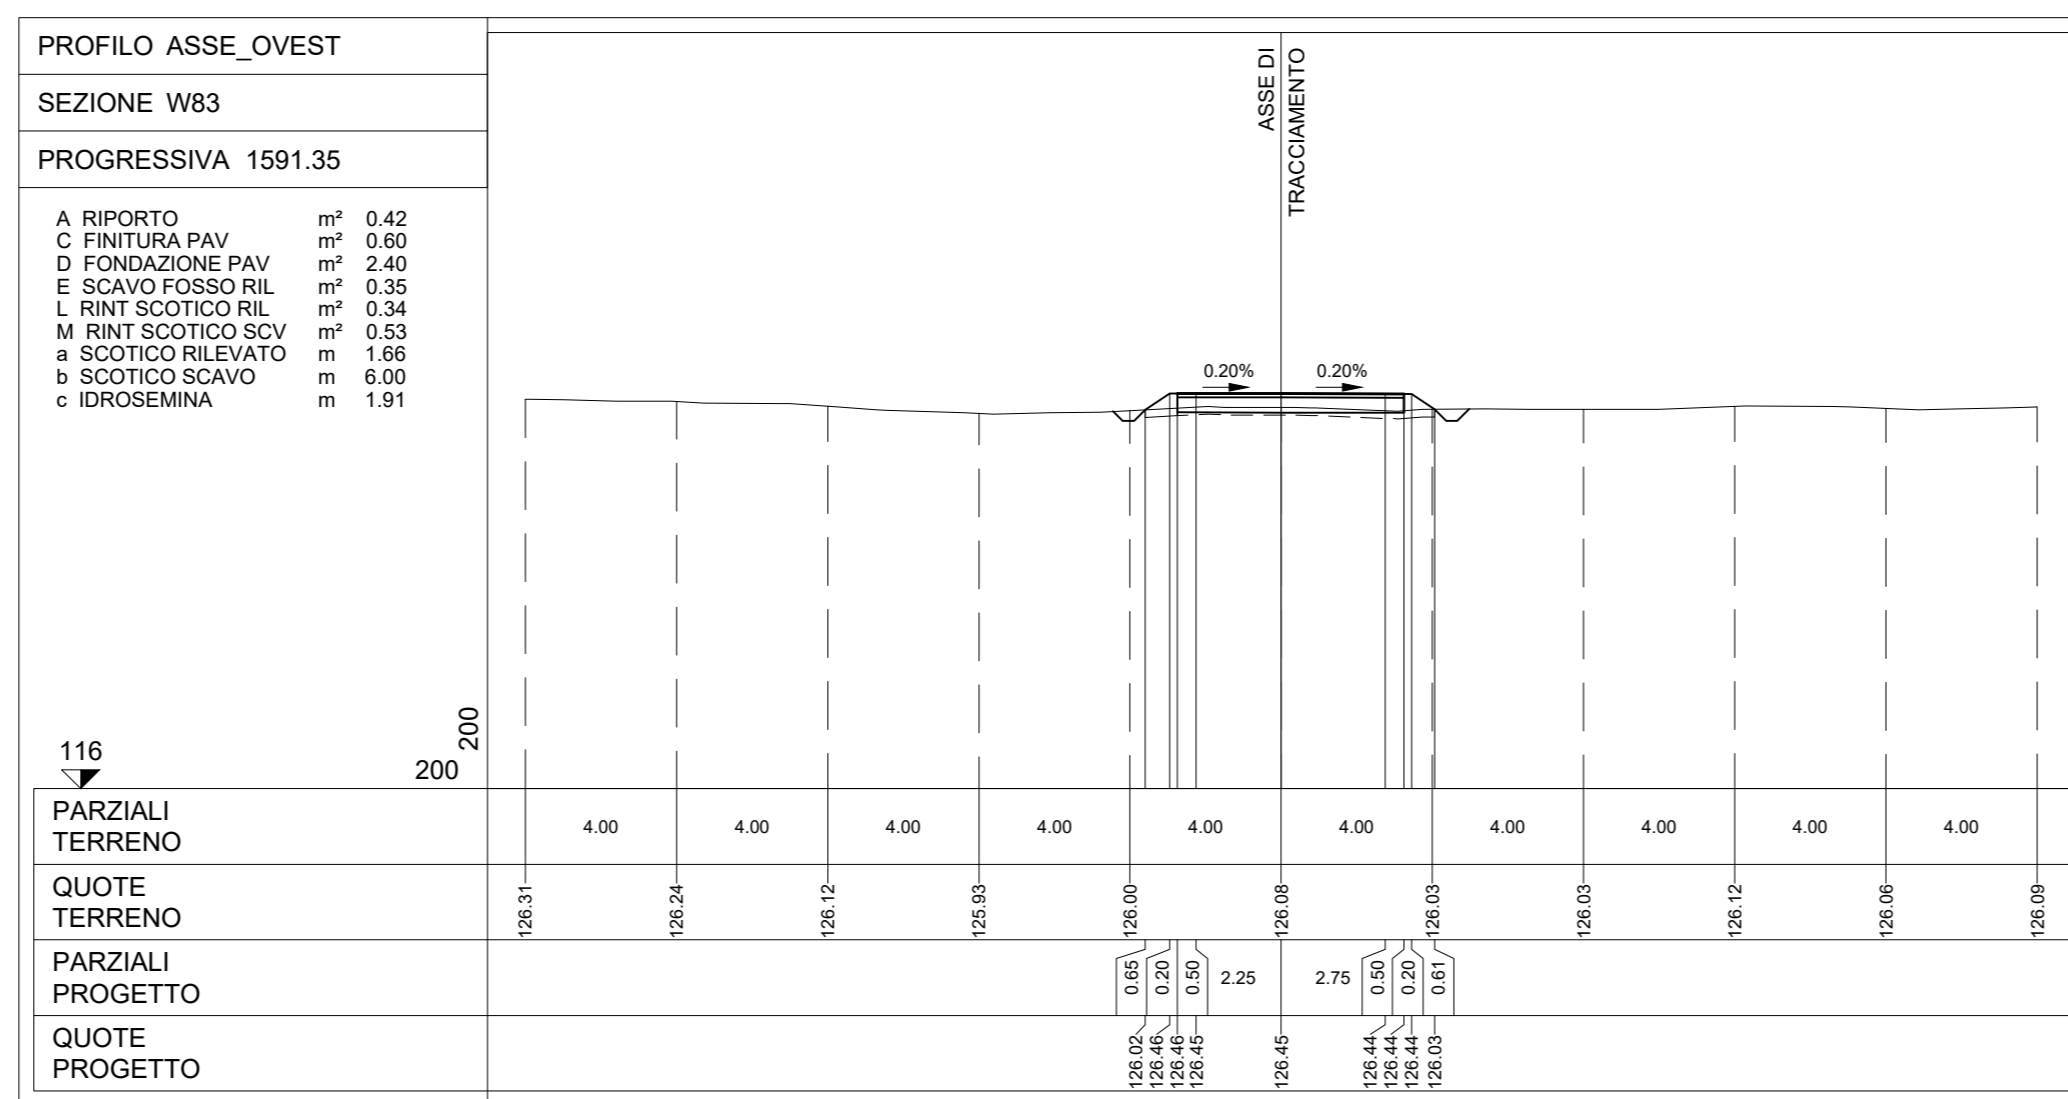 PROFILO ASSE_OVEST
SEZIONE W83
PROGRESSIVA 1591.35
A RIPORTO m² 0.42
C FINITURA PAV m² 0.60
D FONDAZIONE PAV m² 2.40
E SCAVO FOSSO RIL m² 0.35
L RINT SCOTICO RIL m² 0.34
M RINT SCOTICO SCV m² 0.53
a SCOTICO RILEVATO m 1.66
b SCOTICO SCAVO m 6.00
c IDROSEMINA m 1.91
ASSE DI
TRACCIAMENTO
0.20% 0.20%
200
116
200
PARZIALI
TERRENO
4.00 4.00 4.00 4.00 4.00 4.00 4.00 4.00 4.00 4.00
QUOTE
TERRENO
126.31 126.24 126.12 125.93 126.00 126.08 126.03 126.03 126.12 126.06 126.09
PARZIALI
PROGETTO
0.65 0.20 0.50 2.25 2.75 0.50 0.20 0.61
QUOTE
PROGETTO
126.02 126.46 126.46 126.45 126.45 126.44 126.44 126.44 126.03